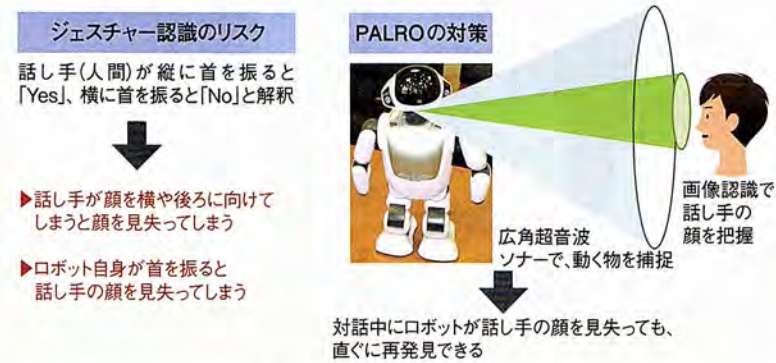 ジェスチャー認識のリスク
話し手(人間)が縦に首を振ると
「Yes」、横に首を振ると「No」と解釈
▶話し手が顔を横や後ろに向けて
しまうと顔を見失ってしまう
▶ロボット自身が首を振ると
話し手の顔を見失ってしまう
PALROの対策
画像認識で
話し手の
顔を把握
広角超音波
ソナーで、動く物を捕捉
対話中にロボットが話し手の顔を見失っても、
直ぐに再発見できる